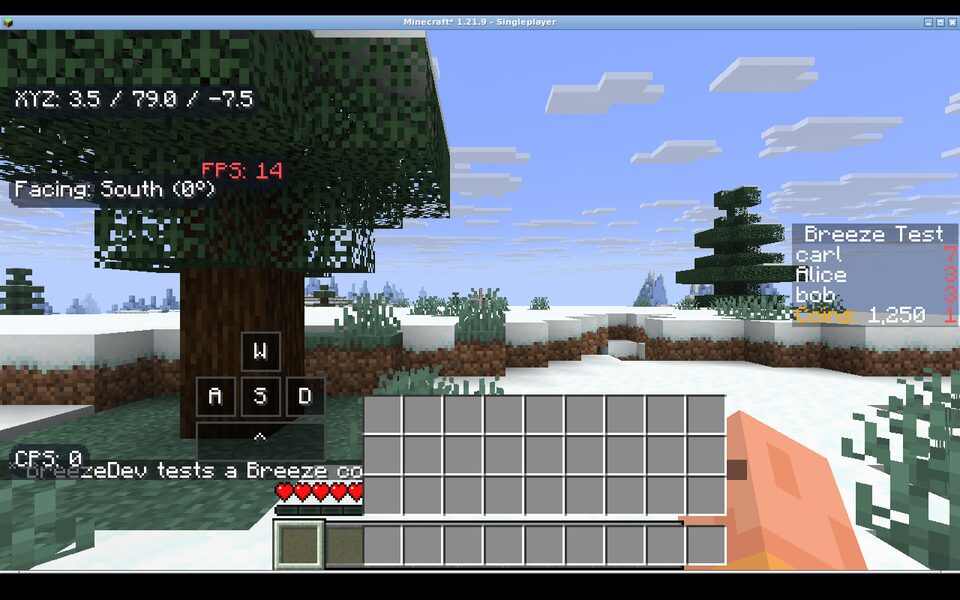 Minecraft* 1.21.9 - Singleplayer
XYZ: 3.5 / 79.0 / -7.5
FPS: 14
Facing: South (0°)
Breeze Test
carl 7
Alice 3
bob 3
Coins: 1,250 1
W
A S D
CPS: 0
BreezeDev tests a Breeze co